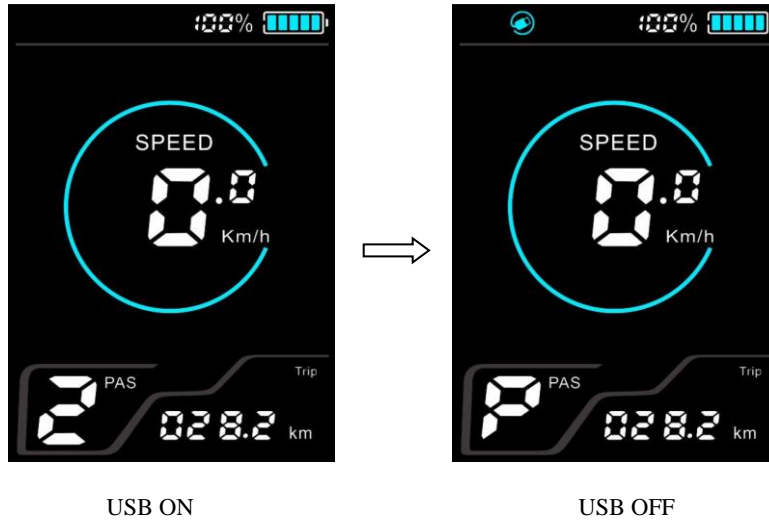 100%
SPEED
0.0
Km/h
2 PAS
Trip
028.2 km
100%
SPEED
0.0
Km/h
P PAS
Trip
028.2 km
USB ON
USB OFF